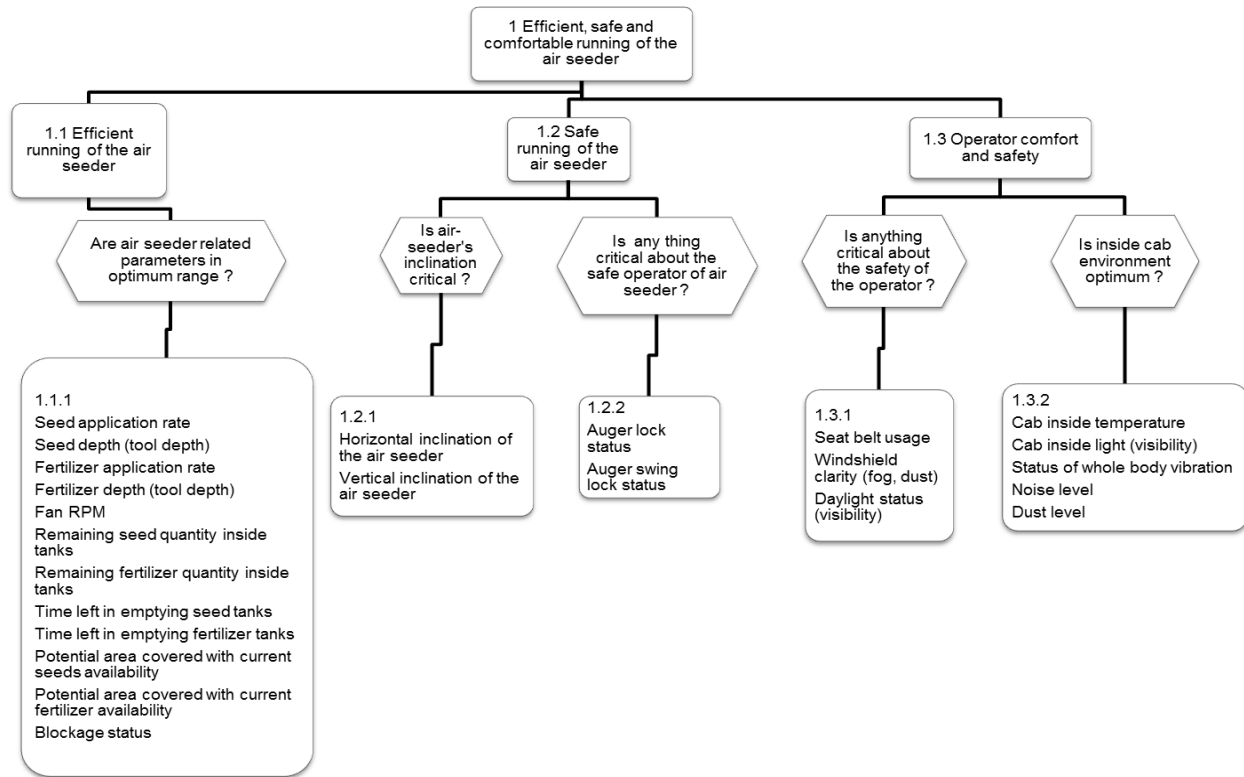 1 Efficient, safe and
comfortable running of the
air seeder
1.1 Efficient
running of the air
seeder
1.2 Safe
running of the
air seeder
1.3 Operator comfort
and safety
Are air seeder related
parameters in
optimum range ?
Is air-
seeder's
inclination
critical ?
Is any thing
critical about the
safe operator of air
seeder ?
Is anything
critical about
the safety of
the operator ?
Is inside cab
environment
optimum ?
1.1.1
Seed application rate
Seed depth (tool depth)
Fertilizer application rate
Fertilizer depth (tool depth)
Fan RPM
Remaining seed quantity inside
tanks
Remaining fertilizer quantity inside
tanks
Time left in emptying seed tanks
Time left in emptying fertilizer tanks
Potential area covered with current
seeds availability
Potential area covered with current
fertilizer availability
Blockage status
1.2.1
Horizontal inclination of
the air seeder
Vertical inclination of the
air seeder
1.2.2
Auger lock
status
Auger swing
lock status
1.3.1
Seat belt usage
Windshield
clarity (fog, dust)
Daylight status
(visibility)
1.3.2
Cab inside temperature
Cab inside light (visibility)
Status of whole body vibration
Noise level
Dust level